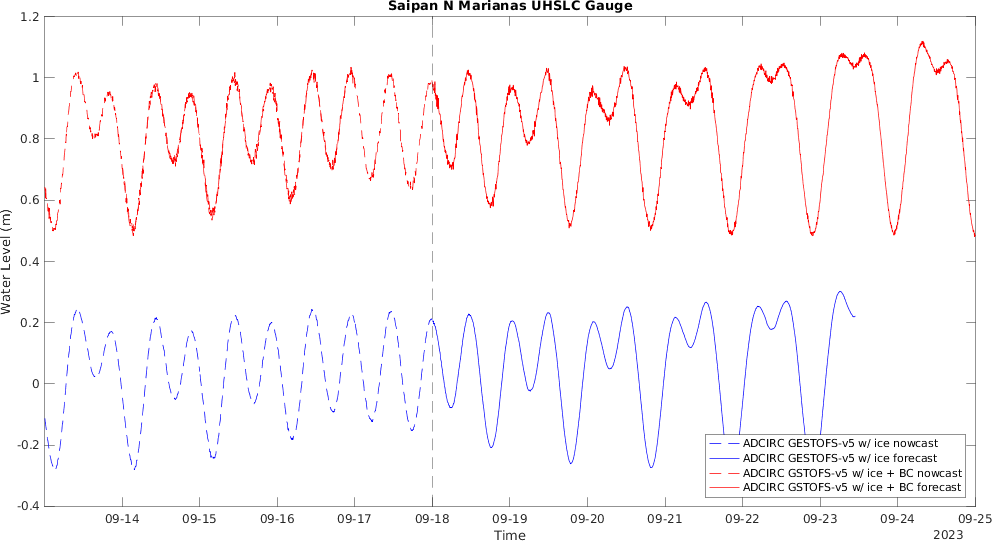 Saipan N Marianas UHSLC Gauge
1.2
1
0.8
0.6
0.4
0.2
0
-0.2
-0.4
Water Level (m)
ADCIRC GESTOFS-v5 w/ ice nowcast
ADCIRC GESTOFS-v5 w/ ice forecast
ADCIRC GSTOFS-v5 w/ ice + BC nowcast
ADCIRC GSTOFS-v5 w/ ice + BC forecast
09-14 09-15 09-16 09-17 09-18 09-19 09-20 09-21 09-22 09-23 09-24 09-25
Time
2023